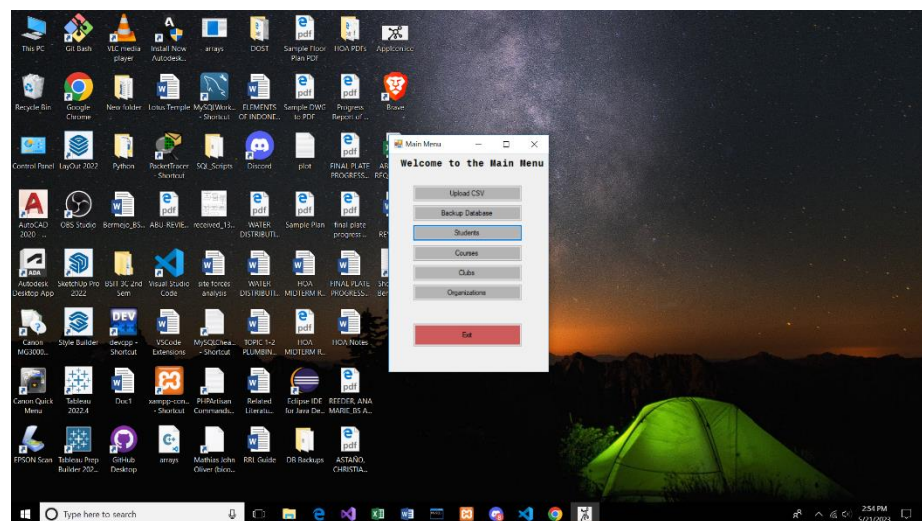 This PC
Git Bash
VLC media player
Install Now Autodesk...
arrays
DOST
Sample Floor Plan PDF
HOA PDFs
AppIcon.ico
Recycle Bin
Google Chrome
New folder
Lotus Temple
MySQLWork... - Shortcut
ELEMENTS OF INDONE...
Sample DWG to PDF
Progress Report of ...
Brave
Control Panel
LayOut 2022
Python
PacketTracer - Shortcut
SQL_Scripts
Discord
plot
FINAL PLATE PROGRESS...
AutoCAD 2020 ...
OBS Studio
Bermejo_BS...
ABU-REVIE...
received_13...
WATER DISTRIBUTI...
Sample Plan
final plate progress ...
Autodesk Desktop App
SketchUp Pro 2022
BSIT 3C 2nd Sem
Visual Studio Code
site forces analysis
WATER DISTRIBUTI...
HOA MIDTERM R...
FINAL PLATE PROGRESS...
Canon MG3000...
Style Builder
devcpp - Shortcut
VSCode Extensions
MySQLChea... - Shortcut
TOPIC 1-2 PLUMBIN...
HOA MIDTERM R...
HOA Notes
Canon Quick Menu
Tableau 2022.4
Doc1
xampp-con... - Shortcut
PHPArtisan Commands...
Related Literatu...
Eclipse IDE for Java De...
REEDER, ANA MARIE_BS A...
EPSON Scan
Tableau Prep Builder 202...
GitHub Desktop
arrays
Mathias John Oliver (bico...
RRL Guide
DB Backups
ASTAÑO, CHRISTIA...
Main Menu
Welcome to the Main Menu
Upload CSV
Backup Database
Students
Courses
Clubs
Organizations
Exit
Type here to search
2:54 PM
5/21/2023